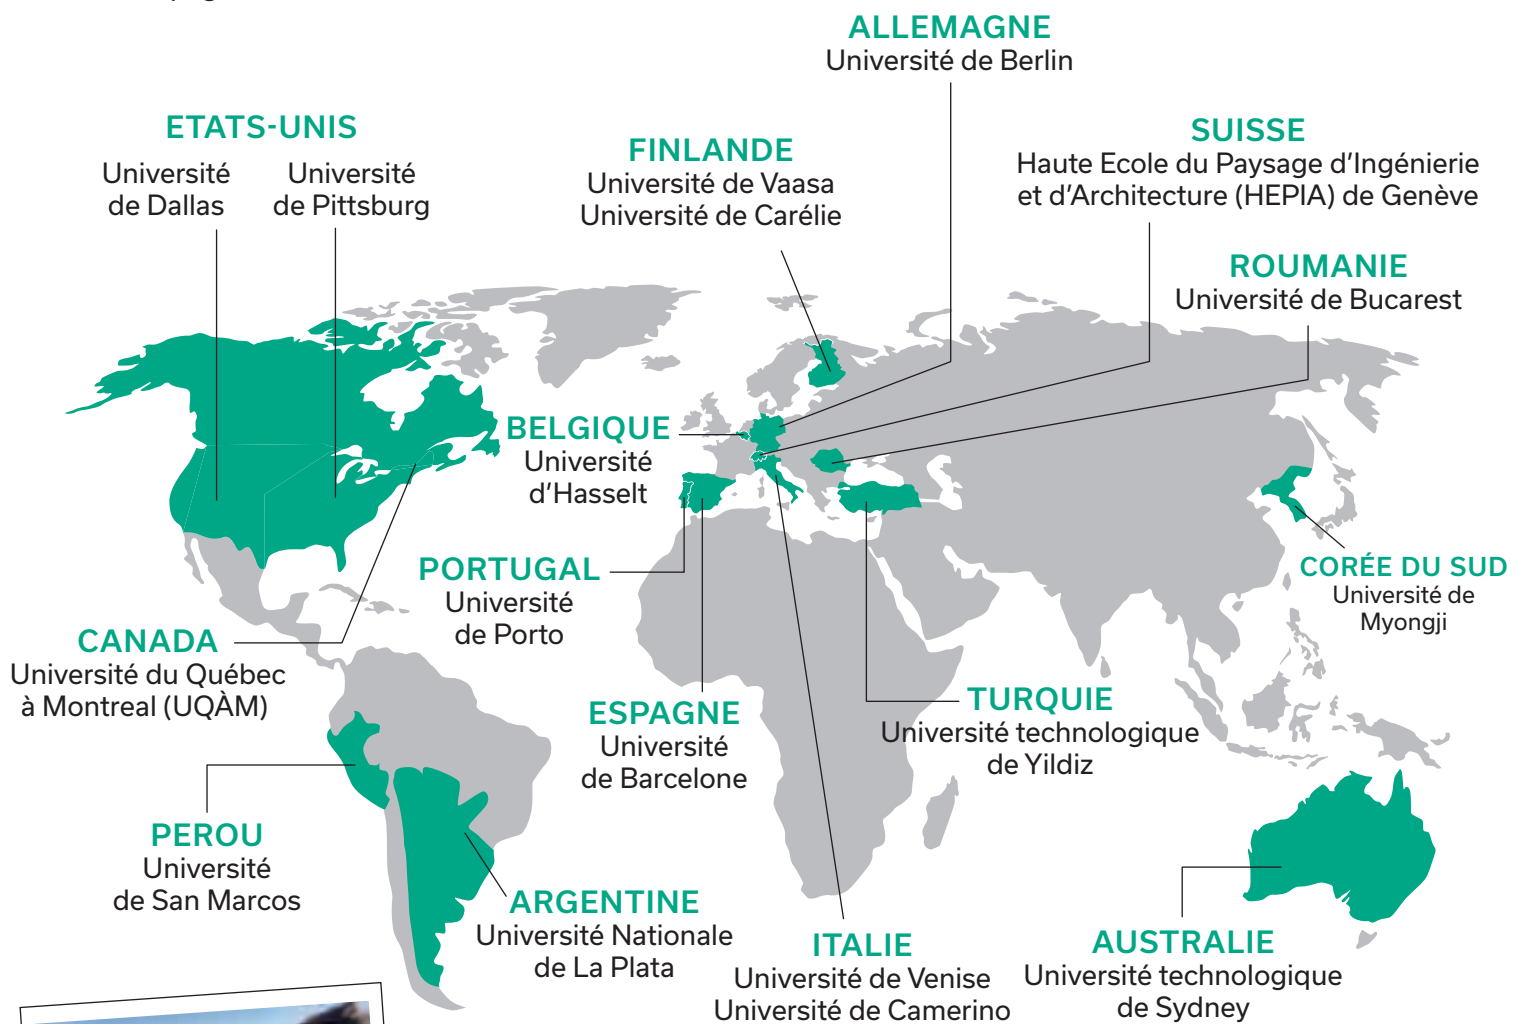 ALLEMAGNE
Université de Berlin
ETATS-UNIS
Université
de Dallas
Université
de Pittsburg
FINLANDE
Université de Vaasa
Université de Carélie
SUISSE
Haute Ecole du Paysage d'Ingénierie
et d'Architecture (HEPIA) de Genève
ROUMANIE
Université de Bucarest
BELGIQUE
Université
d'Hasselt
PORTUGAL
Université
de Porto
CORÉE DU SUD
Université de
Myongji
CANADA
Université du Québec
à Montreal (UQÀM)
ESPAGNE
Université
de Barcelone
TURQUIE
Université technologique
de Yildiz
PEROU
Université
de San Marcos
ARGENTINE
Université Nationale
de La Plata
ITALIE
Université de Venise
Université de Camerino
AUSTRALIE
Université technologique
de Sydney